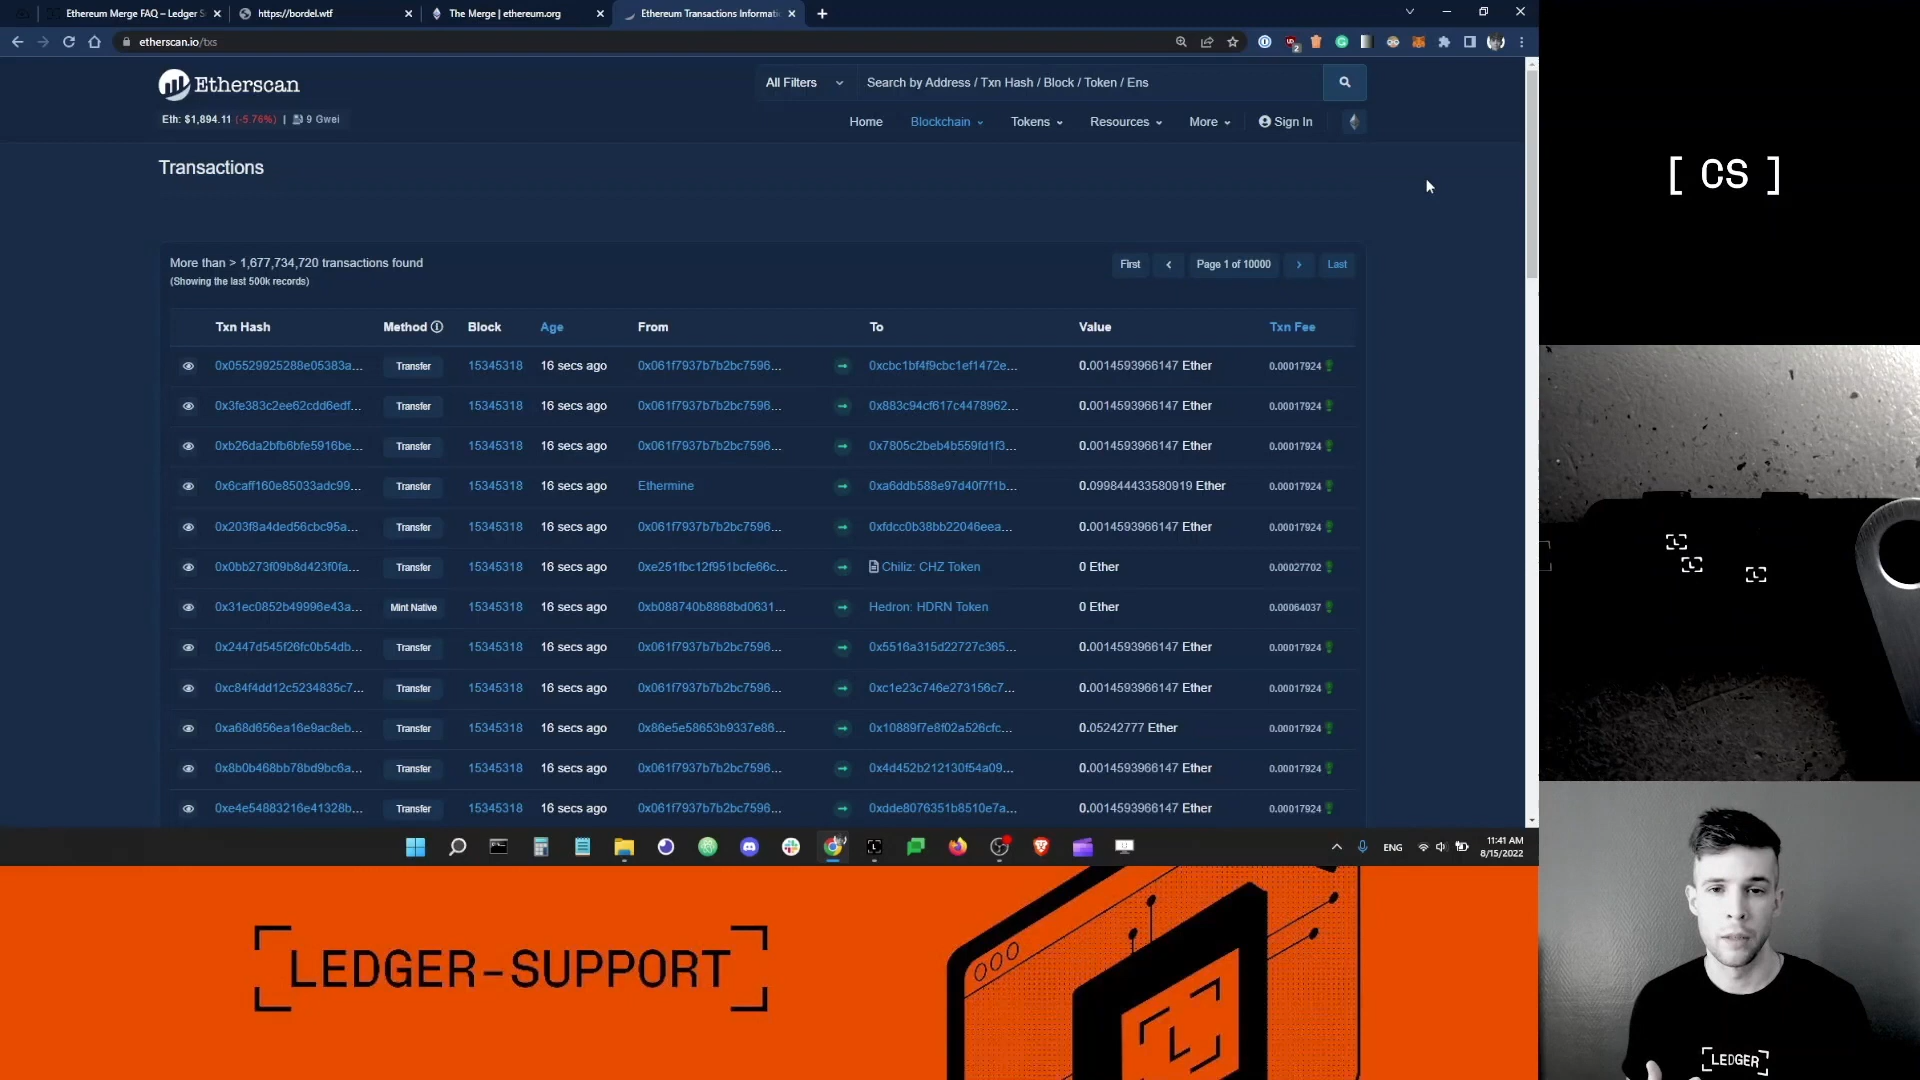 Ethereum Merge FAQ – Ledger S
https://bordel.wtf
The Merge | ethereum.org
Ethereum Transactions Informati
etherscan.io/txs
Etherscan
All Filters
Search by Address / Txn Hash / Block / Token / Ens
Eth: $1,894.11 (-5.76%) | 9 Gwei
Home Blockchain Tokens Resources More Sign In
Transactions
More than > 1,677,734,720 transactions found
(Showing the last 500k records)
First Page 1 of 10000 Last
Txn Hash Method Block Age From To Value Txn Fee
0x05529925288e05383a... Transfer 15345318 16 secs ago 0x061f7937b7b2bc7596... 0xcbc1bf4f9cbc1ef1472e... 0.0014593966147 Ether 0.00017924
0x3fe383c2ee62cdd6edf... Transfer 15345318 16 secs ago 0x061f7937b7b2bc7596... 0x883c94cf617c4478962... 0.0014593966147 Ether 0.00017924
0xb26da2bfb6bfe5916be... Transfer 15345318 16 secs ago 0x061f7937b7b2bc7596... 0x7805c2beb4b559fd1f3... 0.0014593966147 Ether 0.00017924
0x6caff160e85033adc99... Transfer 15345318 16 secs ago Ethermine 0xa6ddb588e97d40f7f1b... 0.099844433580919 Ether 0.00017924
0x203f8a4ded56cbc95a... Transfer 15345318 16 secs ago 0x061f7937b7b2bc7596... 0xfdcc0b38bb22046eea... 0.0014593966147 Ether 0.00017924
0x0bb273f09b8d423f0fa... Transfer 15345318 16 secs ago 0xe251fbc12f951bcfe66c... Chiliz: CHZ Token 0 Ether 0.00027702
0x31ec0852b49996e43a... Mint Native 15345318 16 secs ago 0xb088740b8868bd0631... Hedron: HDRN Token 0 Ether 0.00064037
0x2447d545f26fc0b54db... Transfer 15345318 16 secs ago 0x061f7937b7b2bc7596... 0x5516a315d22727c365... 0.0014593966147 Ether 0.00017924
0xc84f4dd12c5234835c7... Transfer 15345318 16 secs ago 0x061f7937b7b2bc7596... 0xc1e23c746e273156c7... 0.0014593966147 Ether 0.00017924
0xa68d656ea16e9ac8eb... Transfer 15345318 16 secs ago 0x86e5e58653b9337e86... 0x10889f7e8f02a526cfc... 0.05242777 Ether 0.00017924
0x8b0b468bb78bd9bc6a... Transfer 15345318 16 secs ago 0x061f7937b7b2bc7596... 0x4d452b212130f54a09... 0.0014593966147 Ether 0.00017924
0xe4e54883216e41328b... Transfer 15345318 16 secs ago 0x061f7937b7b2bc7596... 0xdde8076351b8510e7a... 0.0014593966147 Ether 0.00017924
ENG
11:41 AM
8/15/2022
[ CS ]
LEDGER-SUPPORT
LEDGER